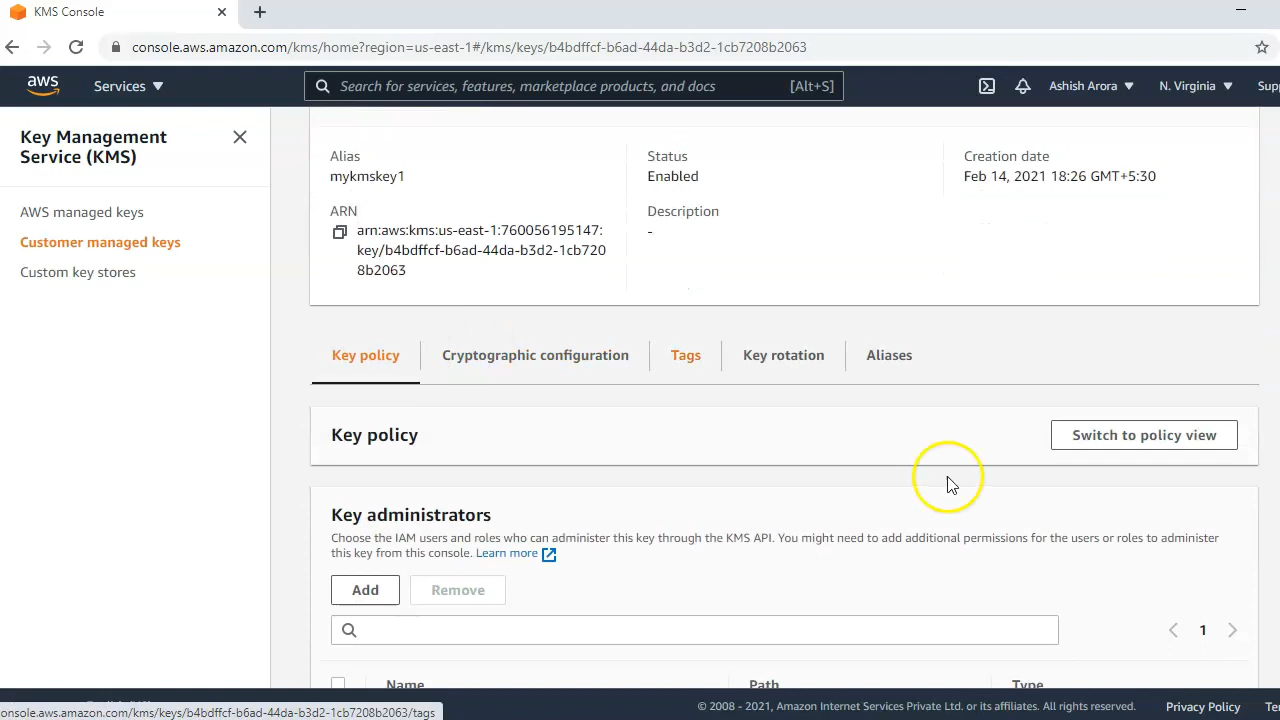 KMS Console
console.aws.amazon.com/kms/home?region=us-east-1#/kms/keys/b4bdffcf-b6ad-44da-b3d2-1cb7208b2063
aws Services Search for services, features, marketplace products, and docs [Alt+S] Ashish Arora N. Virginia Supp
Key Management
Service (KMS)
AWS managed keys
Customer managed keys
Custom key stores
Alias
mykmskey1
Status
Enabled
Creation date
Feb 14, 2021 18:26 GMT+5:30
ARN
arn:aws:kms:us-east-1:760056195147:
key/b4bdffcf-b6ad-44da-b3d2-1cb720
8b2063
Description
-
Key policy Cryptographic configuration Tags Key rotation Aliases
Key policy
Switch to policy view
Key administrators
Choose the IAM users and roles who can administer this key through the KMS API. You might need to add additional permissions for the users or roles to administer
this key from this console. Learn more
Add Remove
1
Name Path Type
onsole.aws.amazon.com/kms/keys/b4bdffcf-b6ad-44da-b3d2-1cb7208b2063/tags
© 2008 - 2021, Amazon Internet Services Private Ltd. or its affiliates. All rights reserved. Privacy Policy Te